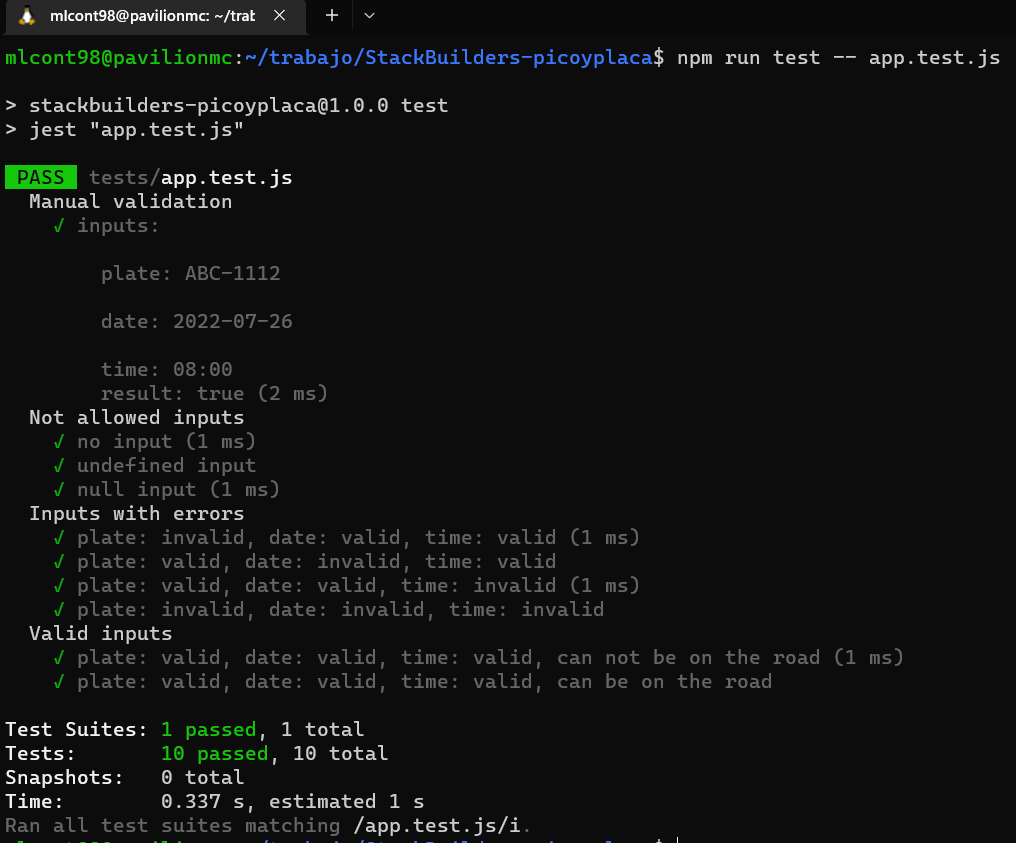 mlcont98@pavilionmc: ~/trab
mlcont98@pavilionmc:~/trabajo/StackBuilders-picoyplaca$ npm run test -- app.test.js
> stackbuilders-picoyplaca@1.0.0 test
> jest "app.test.js"
PASS tests/app.test.js
Manual validation
√ inputs:
plate: ABC-1112
date: 2022-07-26
time: 08:00
result: true (2 ms)
Not allowed inputs
√ no input (1 ms)
√ undefined input
√ null input (1 ms)
Inputs with errors
√ plate: invalid, date: valid, time: valid (1 ms)
√ plate: valid, date: invalid, time: valid
√ plate: valid, date: valid, time: invalid (1 ms)
√ plate: invalid, date: invalid, time: invalid
Valid inputs
√ plate: valid, date: valid, time: valid, can not be on the road (1 ms)
√ plate: valid, date: valid, time: valid, can be on the road
Test Suites: 1 passed, 1 total
Tests: 10 passed, 10 total
Snapshots: 0 total
Time: 0.337 s, estimated 1 s
Ran all test suites matching /app.test.js/i.